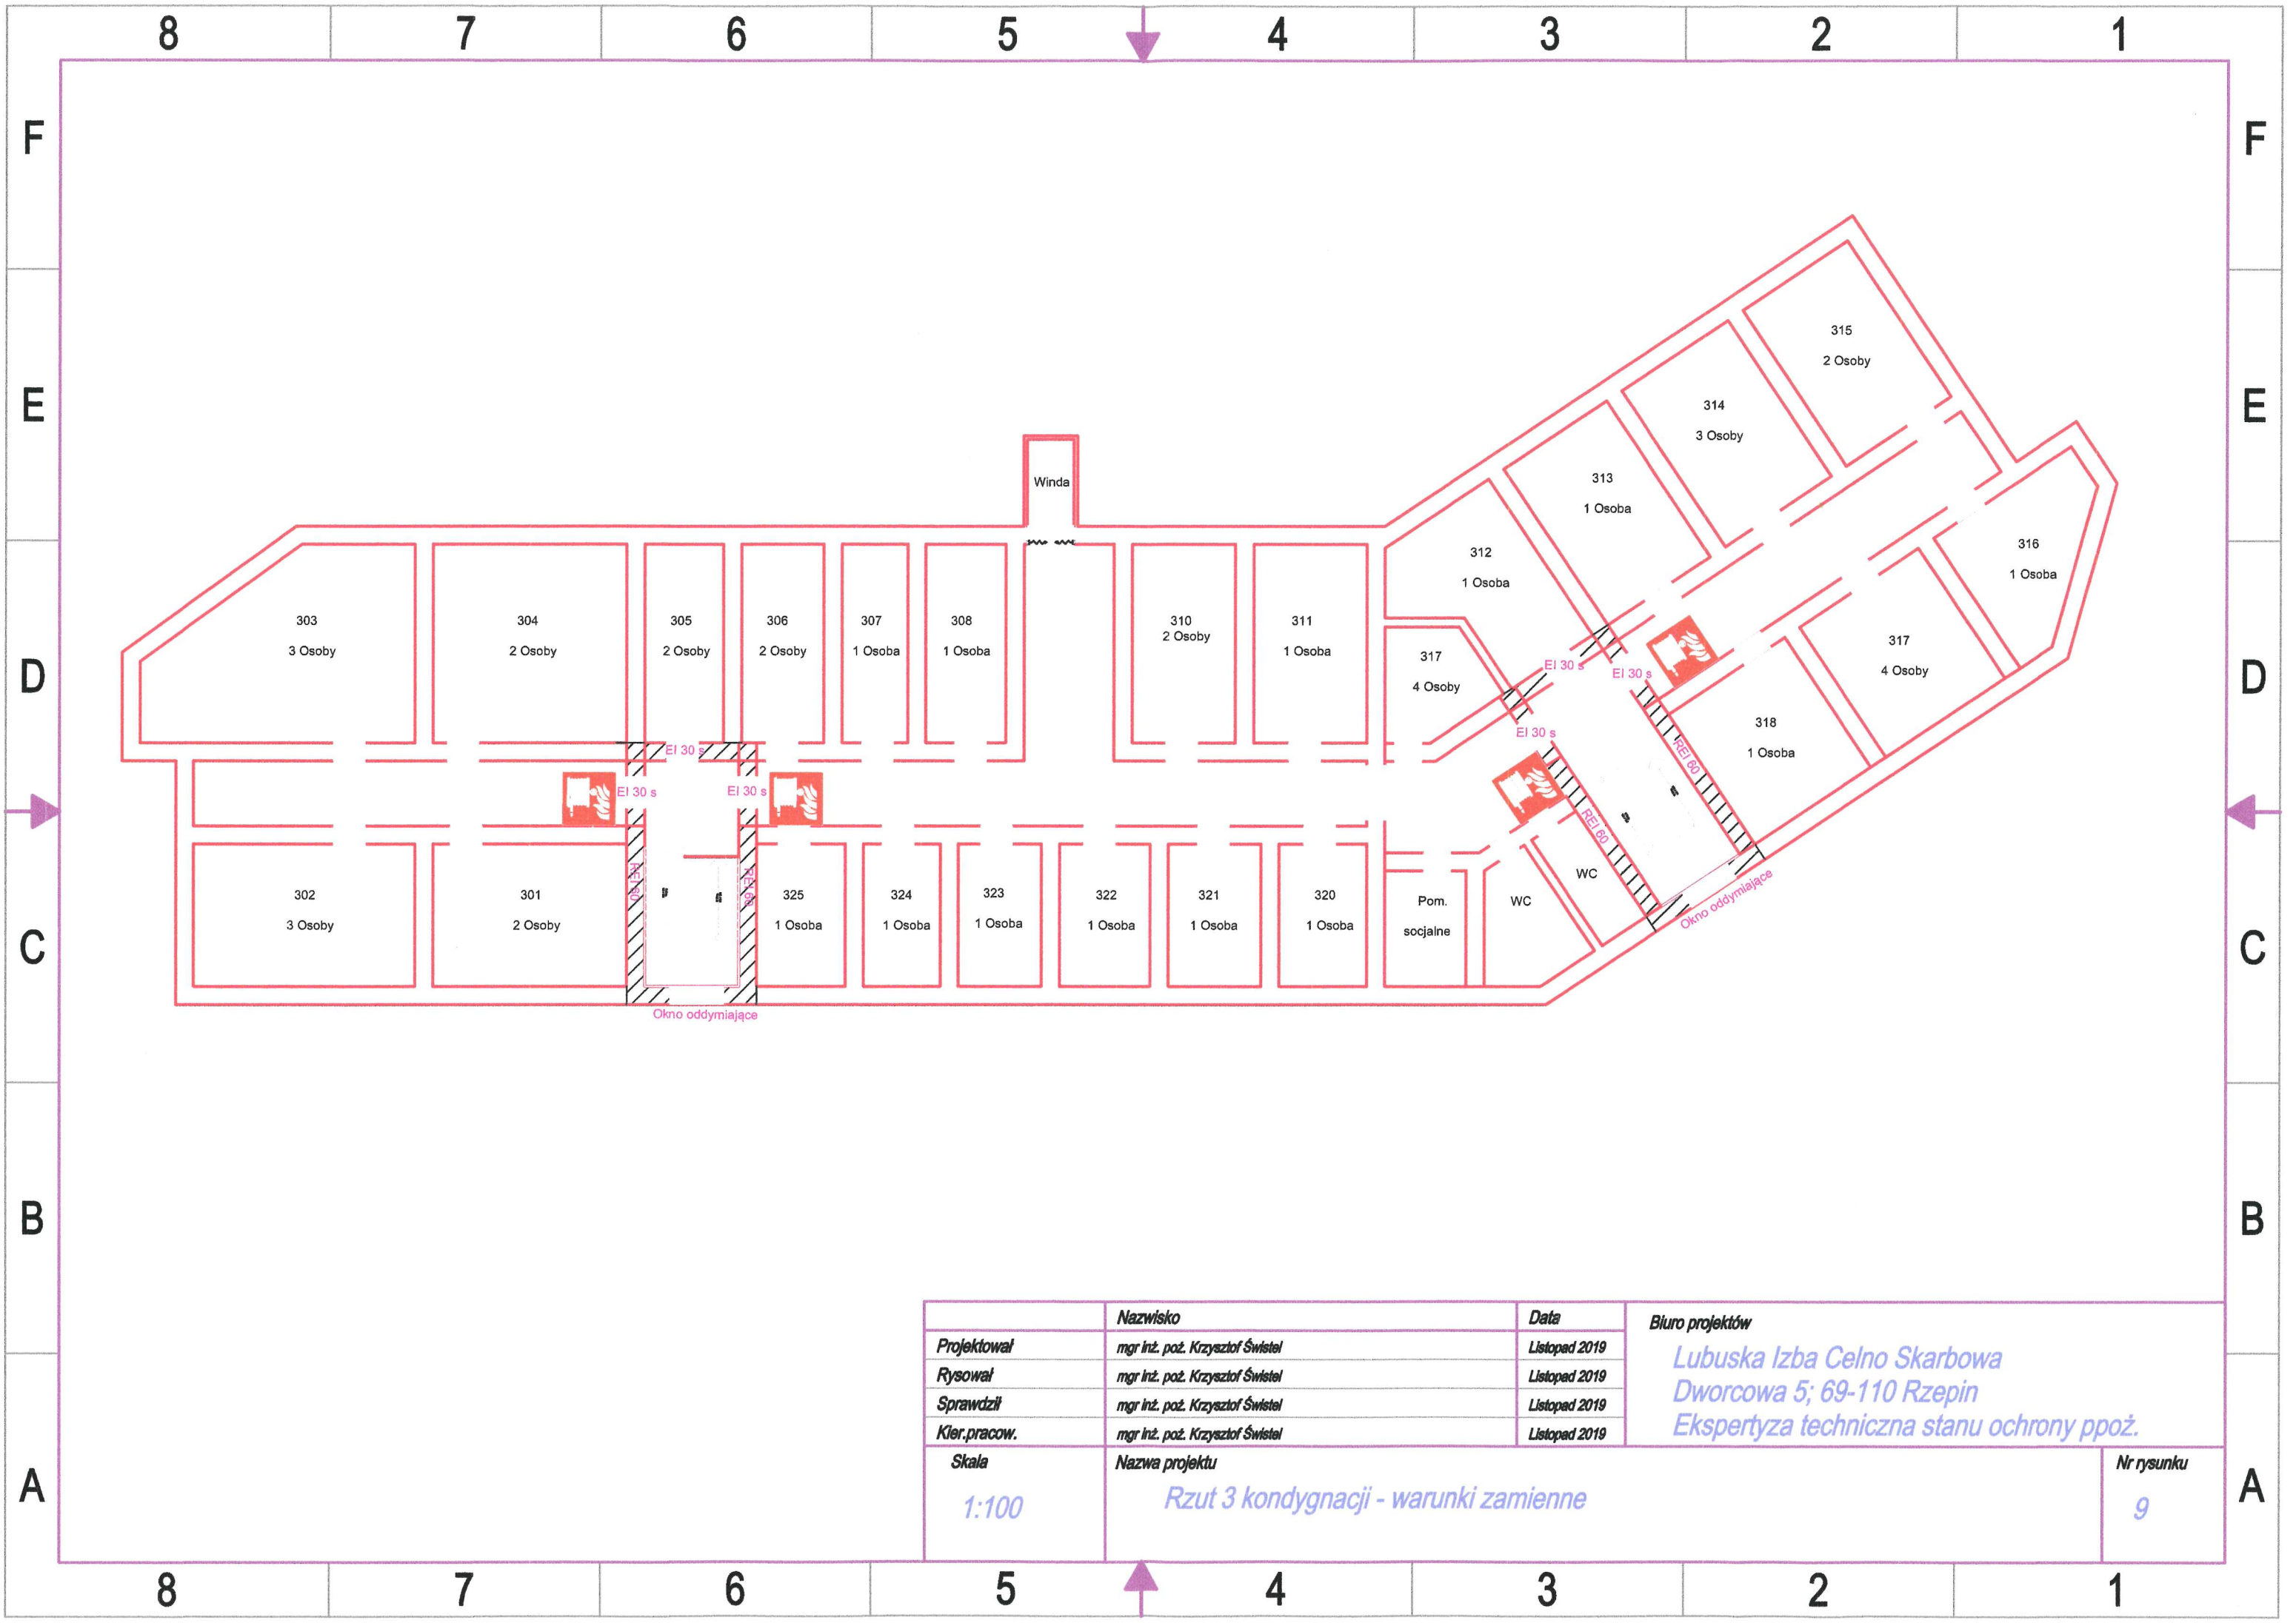 8 7 6 5 4 3 2 1
F F
E E
D D
C C
B B
A A
315
2 Osoby
314
3 Osoby
313
1 Osoba
312
1 Osoba
316
1 Osoba
Winda
303
3 Osoby
304
2 Osoby
305
2 Osoby
306
2 Osoby
307
1 Osoba
308
1 Osoba
310
2 Osoby
311
1 Osoba
317
4 Osoby
317
4 Osoby
318
1 Osoba
EI 30 s
EI 30 s
EI 30 s
EI 30 s
EI 30 s
EI 30 s
REI 60
REI 60
REI 60
REI 60
302
3 Osoby
301
2 Osoby
325
1 Osoba
324
1 Osoba
323
1 Osoba
322
1 Osoba
321
1 Osoba
320
1 Osoba
Pom.
socjalne
WC
WC
Okno oddymiające
Okno oddymiające
Nazwisko Data
Projektował mgr inż. poż. Krzysztof Świstel Listopad 2019
Rysował mgr inż. poż. Krzysztof Świstel Listopad 2019
Sprawdził mgr inż. poż. Krzysztof Świstel Listopad 2019
Kier.pracow. mgr inż. poż. Krzysztof Świstel Listopad 2019
Biuro projektów
Lubuska Izba Celno Skarbowa
Dworcowa 5; 69-110 Rzepin
Ekspertyza techniczna stanu ochrony ppoż.
Skala
1:100
Nazwa projektu
Rzut 3 kondygnacji - warunki zamienne
Nr rysunku
9
8 7 6 5 4 3 2 1